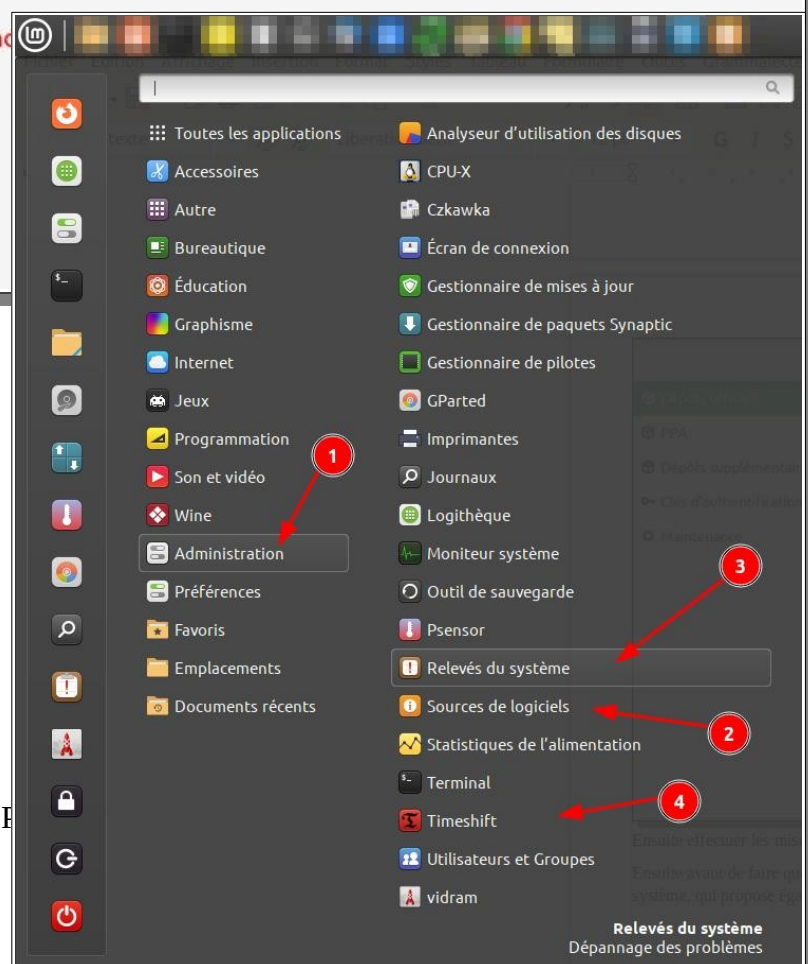 Toutes les applications
Accessoires
Autre
Bureautique
Éducation
Graphisme
Internet
Jeux
Programmation
Son et vidéo
Wine
Administration
Préférences
Favoris
Emplacements
Documents récents
Analyseur d'utilisation des disques
CPU-X
Czkawka
Écran de connexion
Gestionnaire de mises à jour
Gestionnaire de paquets Synaptic
Gestionnaire de pilotes
GParted
Imprimantes
Journaux
Logithèque
Moniteur système
Outil de sauvegarde
Psensor
Relevés du système
Sources de logiciels
Statistiques de l'alimentation
Terminal
Timeshift
Utilisateurs et Groupes
vidram
1
3
2
4
PPA
Maintenance
Relevés du système
Dépannage des problèmes